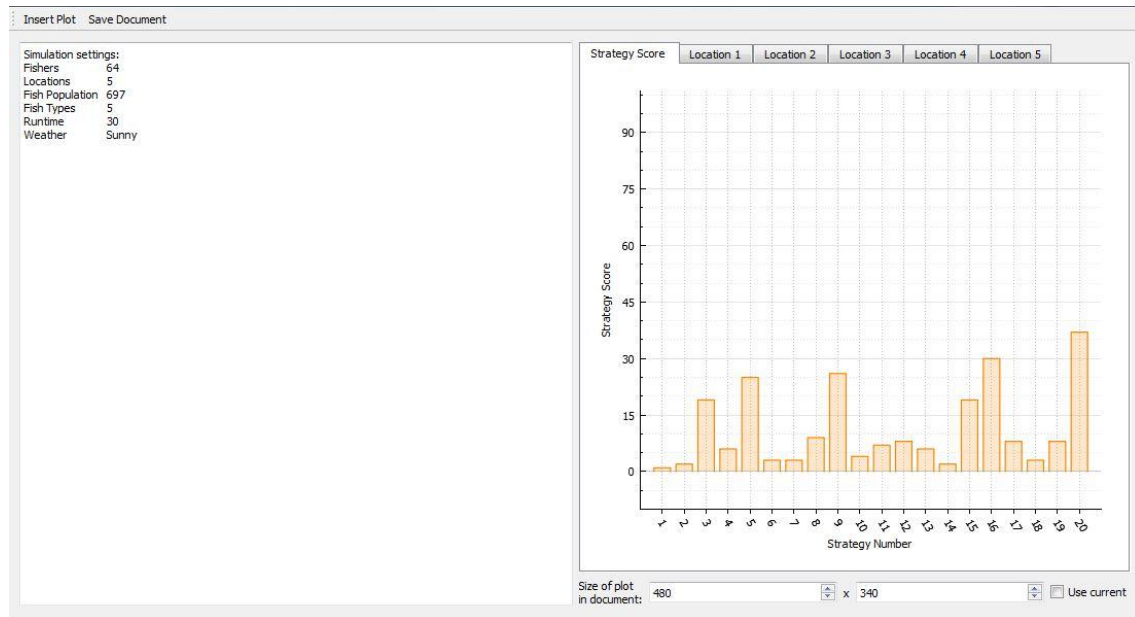 Insert Plot Save Document
Simulation settings:
Fishers 64
Locations 5
Fish Population 697
Fish Types 5
Runtime 30
Weather Sunny
Strategy Score Location 1 Location 2 Location 3 Location 4 Location 5
90
75
60
45
30
15
0
Strategy Score
1 2 3 4 5 6 7 8 9 10 11 12 13 14 15 16 17 18 19 20
Strategy Number
Size of plot
in document: 480 x 340 Use current